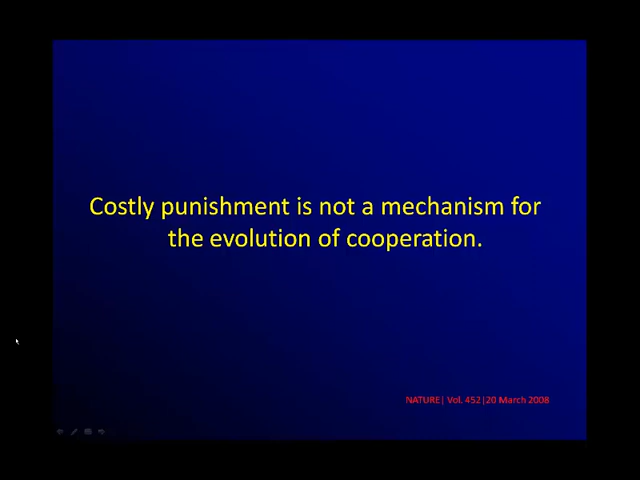 Costly punishment is not a mechanism for
the evolution of cooperation.
NATURE| Vol. 452|20 March 2008